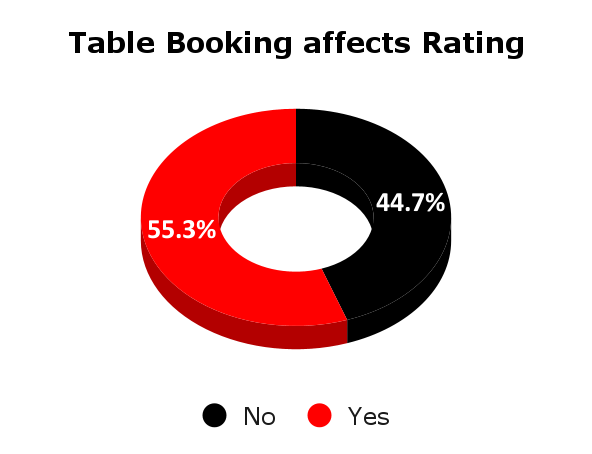 Table Booking affects Rating
44.7%
55.3%
No Yes